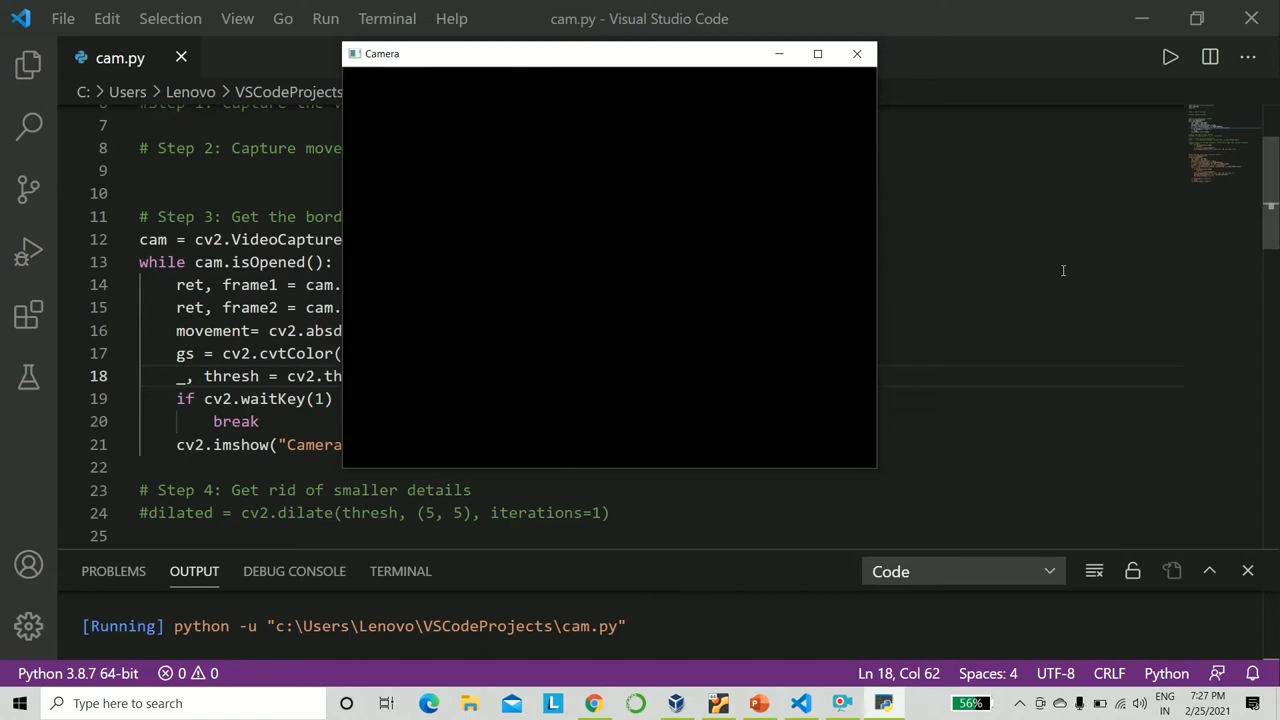 File Edit Selection View Go Run Terminal Help cam.py - Visual Studio Code
cam.py
Camera
C: > Users > Lenovo > VSCodeProjects
7
8 # Step 2: Capture move
9
10
11 # Step 3: Get the bord
12 cam = cv2.VideoCapture
13 while cam.isOpened():
14 ret, frame1 = cam.
15 ret, frame2 = cam.
16 movement= cv2.absd
17 gs = cv2.cvtColor(
18 _, thresh = cv2.th
19 if cv2.waitKey(1)
20 break
21 cv2.imshow("Camera
22
23 # Step 4: Get rid of smaller details
24 #dilated = cv2.dilate(thresh, (5, 5), iterations=1)
25
PROBLEMS OUTPUT DEBUG CONSOLE TERMINAL Code
[Running] python -u "c:\Users\Lenovo\VSCodeProjects\cam.py"
Python 3.8.7 64-bit 0 0 Ln 18, Col 62 Spaces: 4 UTF-8 CRLF Python
Type here to search 56% ENG 7:27 PM
IN 2/25/2021